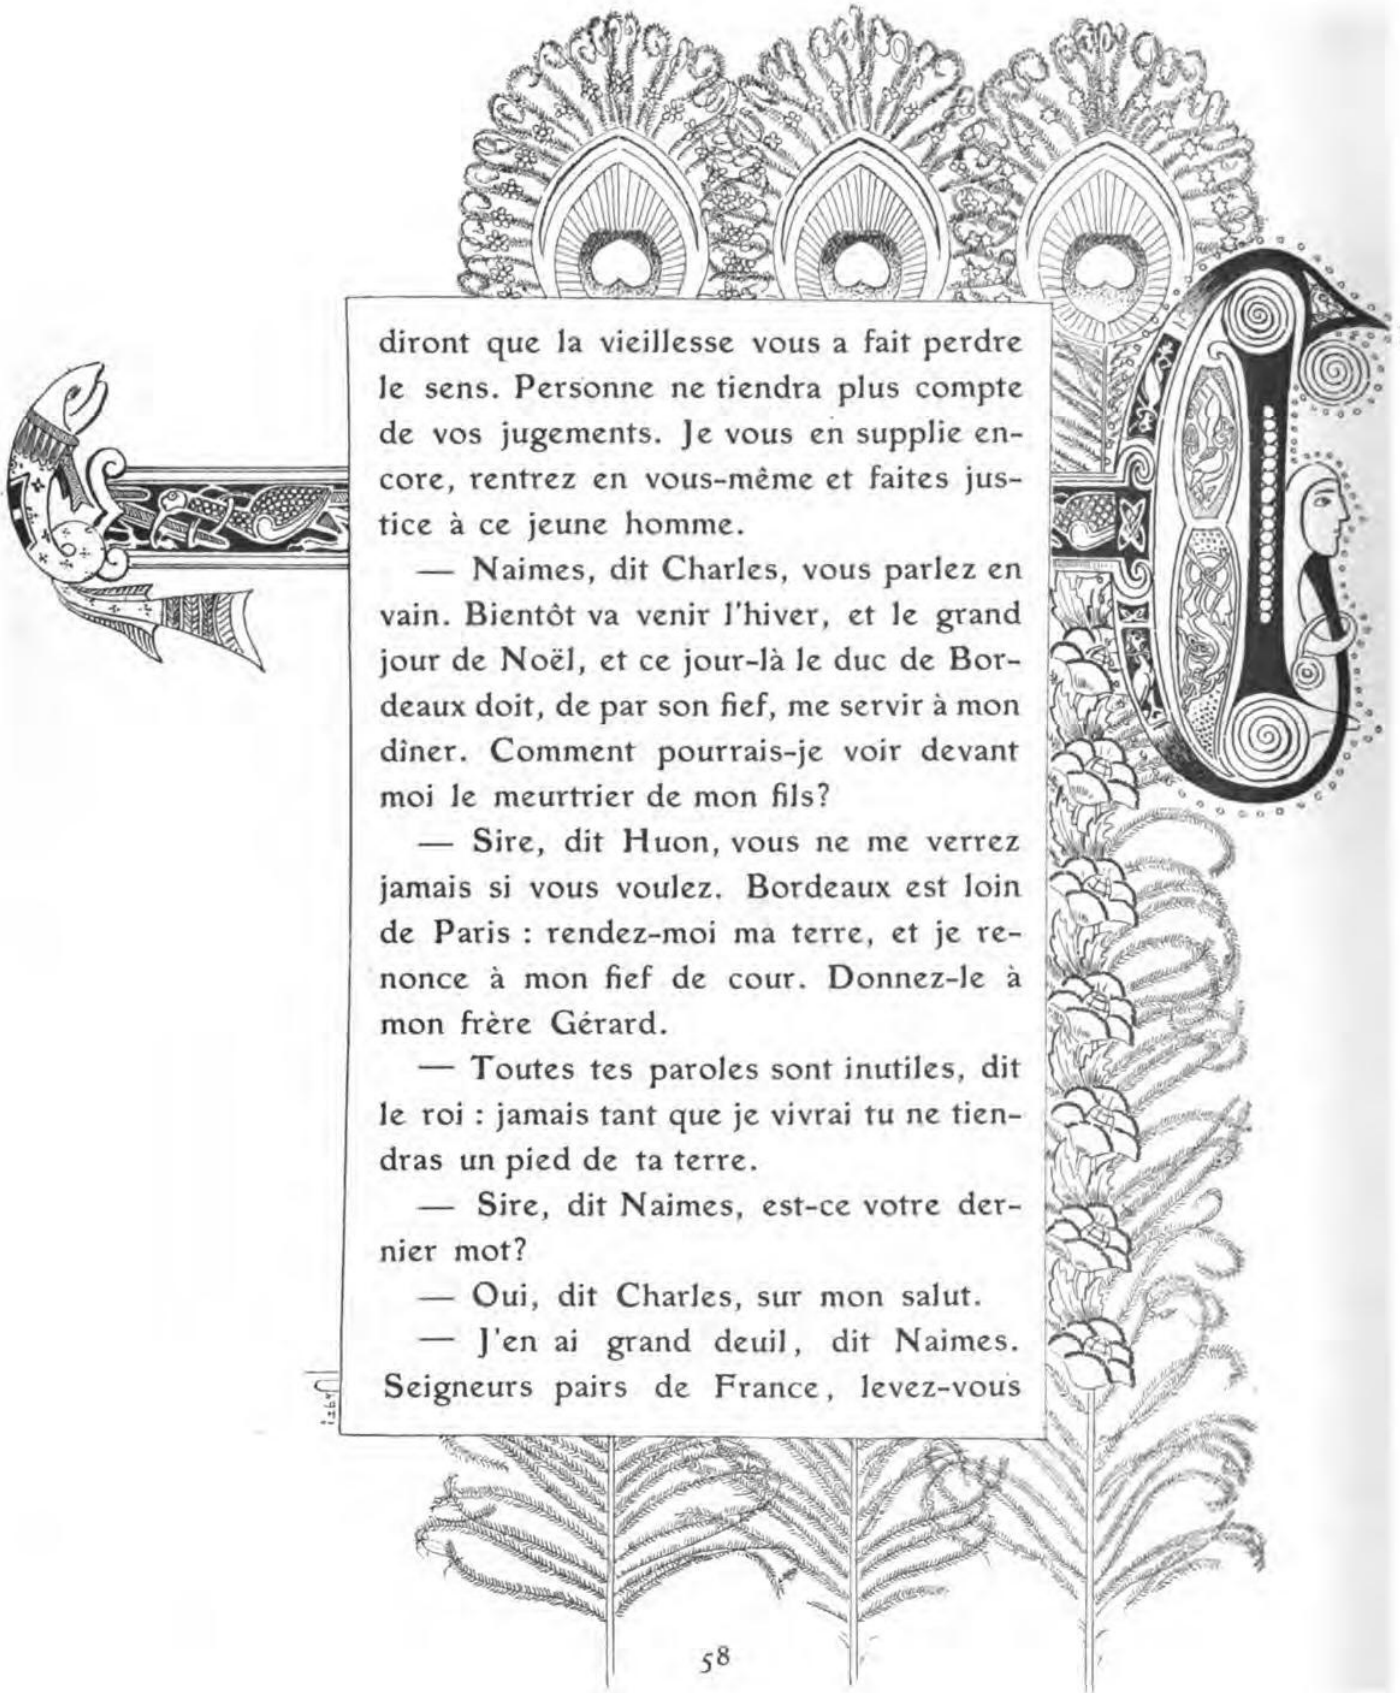 diront que la vieillesse vous a fait perdre
le sens. Personne ne tiendra plus compte
de vos jugements. Je vous en supplie en-
core, rentrez en vous-même et faites jus-
tice à ce jeune homme.
— Naimes, dit Charles, vous parlez en
vain. Bientôt va venir l'hiver, et le grand
jour de Noël, et ce jour-là le duc de Bor-
deaux doit, de par son fief, me servir à mon
dîner. Comment pourrais-je voir devant
moi le meurtrier de mon fils?
— Sire, dit Huon, vous ne me verrez
jamais si vous voulez. Bordeaux est loin
de Paris : rendez-moi ma terre, et je re-
nonce à mon fief de cour. Donnez-le à
mon frère Gérard.
— Toutes tes paroles sont inutiles, dit
le roi : jamais tant que je vivrai tu ne tien-
dras un pied de ta terre.
— Sire, dit Naimes, est-ce votre der-
nier mot?
— Oui, dit Charles, sur mon salut.
— J'en ai grand deuil, dit Naimes.
Seigneurs pairs de France, levez-vous
58